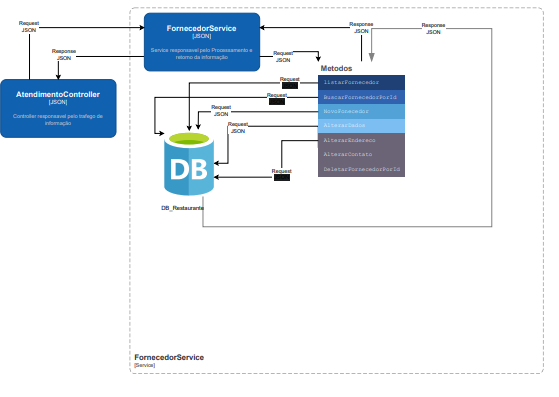 Request
JSON
FornecedorService
[JSON]
Service responsavel pelo Processamento e
retorno da informação
Response
JSON
Response
JSON
Response
JSON
Request
JSON
Metodos
AtendimentoController
[JSON]
Controller responsavel pelo trafego de
informação
listarFornecedor
BuscarFornecedorPorId
NovoFonecedor
AlterarDados
AlterarEndereco
AlterarContato
DeletarFornecedorPorId
Request
Request
Request
JSON
Request
JSON
Request
DB
DB_Restaurante
FornecedorService
[Service]